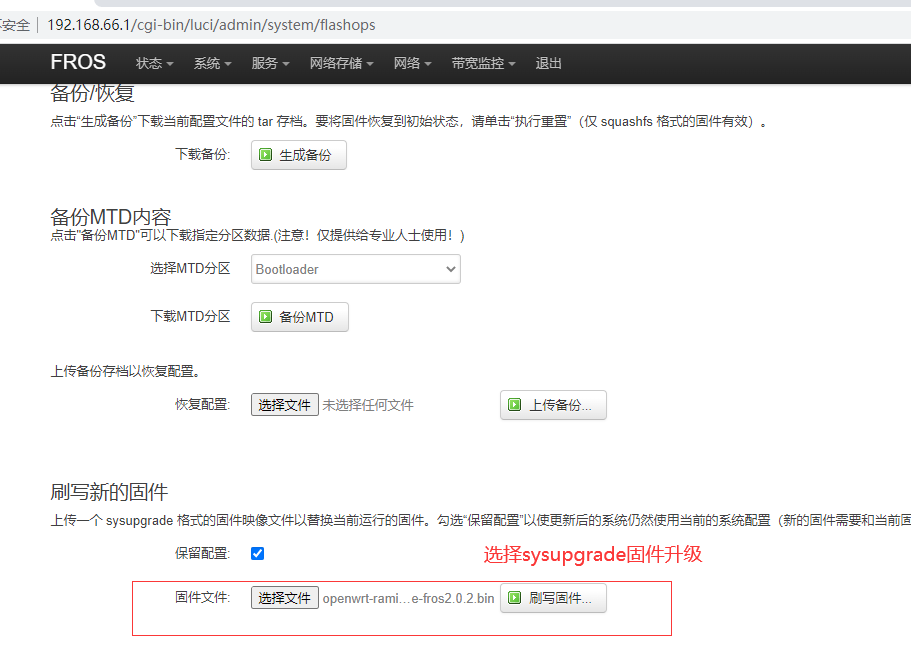 不安全 192.168.66.1/cgi-bin/luci/admin/system/flashops
FROS 状态 系统 服务 网络存储 网络 带宽监控 退出
备份/恢复
点击“生成备份”下载当前配置文件的 tar 存档。要将固件恢复到初始状态，请单击“执行重置”（仅 squashfs 格式的固件有效）。
下载备份: 生成备份
备份MTD内容
点击"备份MTD"可以下载指定分区数据.(注意！仅提供给专业人士使用！)
选择MTD分区 Bootloader
下载MTD分区 备份MTD
上传备份存档以恢复配置。
恢复配置: 选择文件 未选择任何文件 上传备份...
刷写新的固件
上传一个 sysupgrade 格式的固件映像文件以替换当前运行的固件。勾选“保留配置”以使更新后的系统仍然使用当前的系统配置（新的固件需要和当前固
保留配置: 选择sysupgrade固件升级
固件文件: 选择文件 openwrt-rami...e-fros2.0.2.bin 刷写固件...